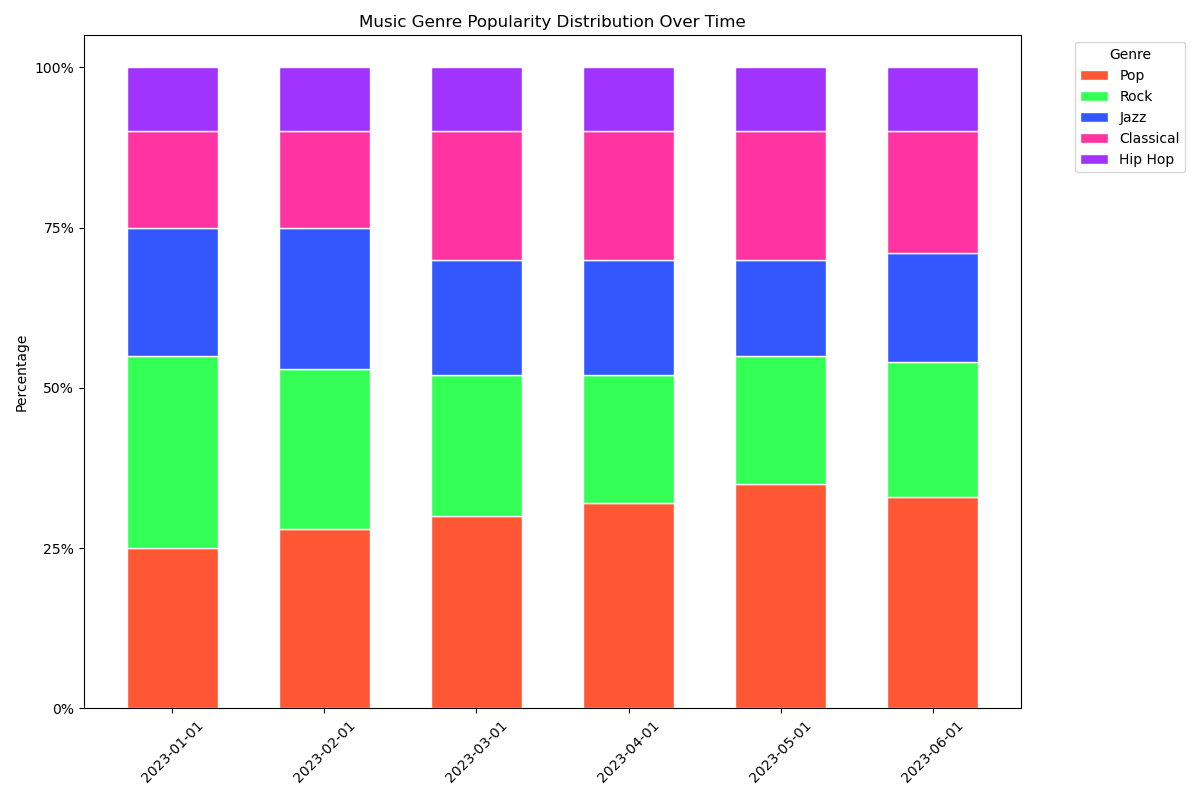 Music Genre Popularity Distribution Over Time
Genre
Pop
Rock
Jazz
Classical
Hip Hop
Percentage
100%
75%
50%
25%
0%
2023-01-01
2023-02-01
2023-03-01
2023-04-01
2023-05-01
2023-06-01